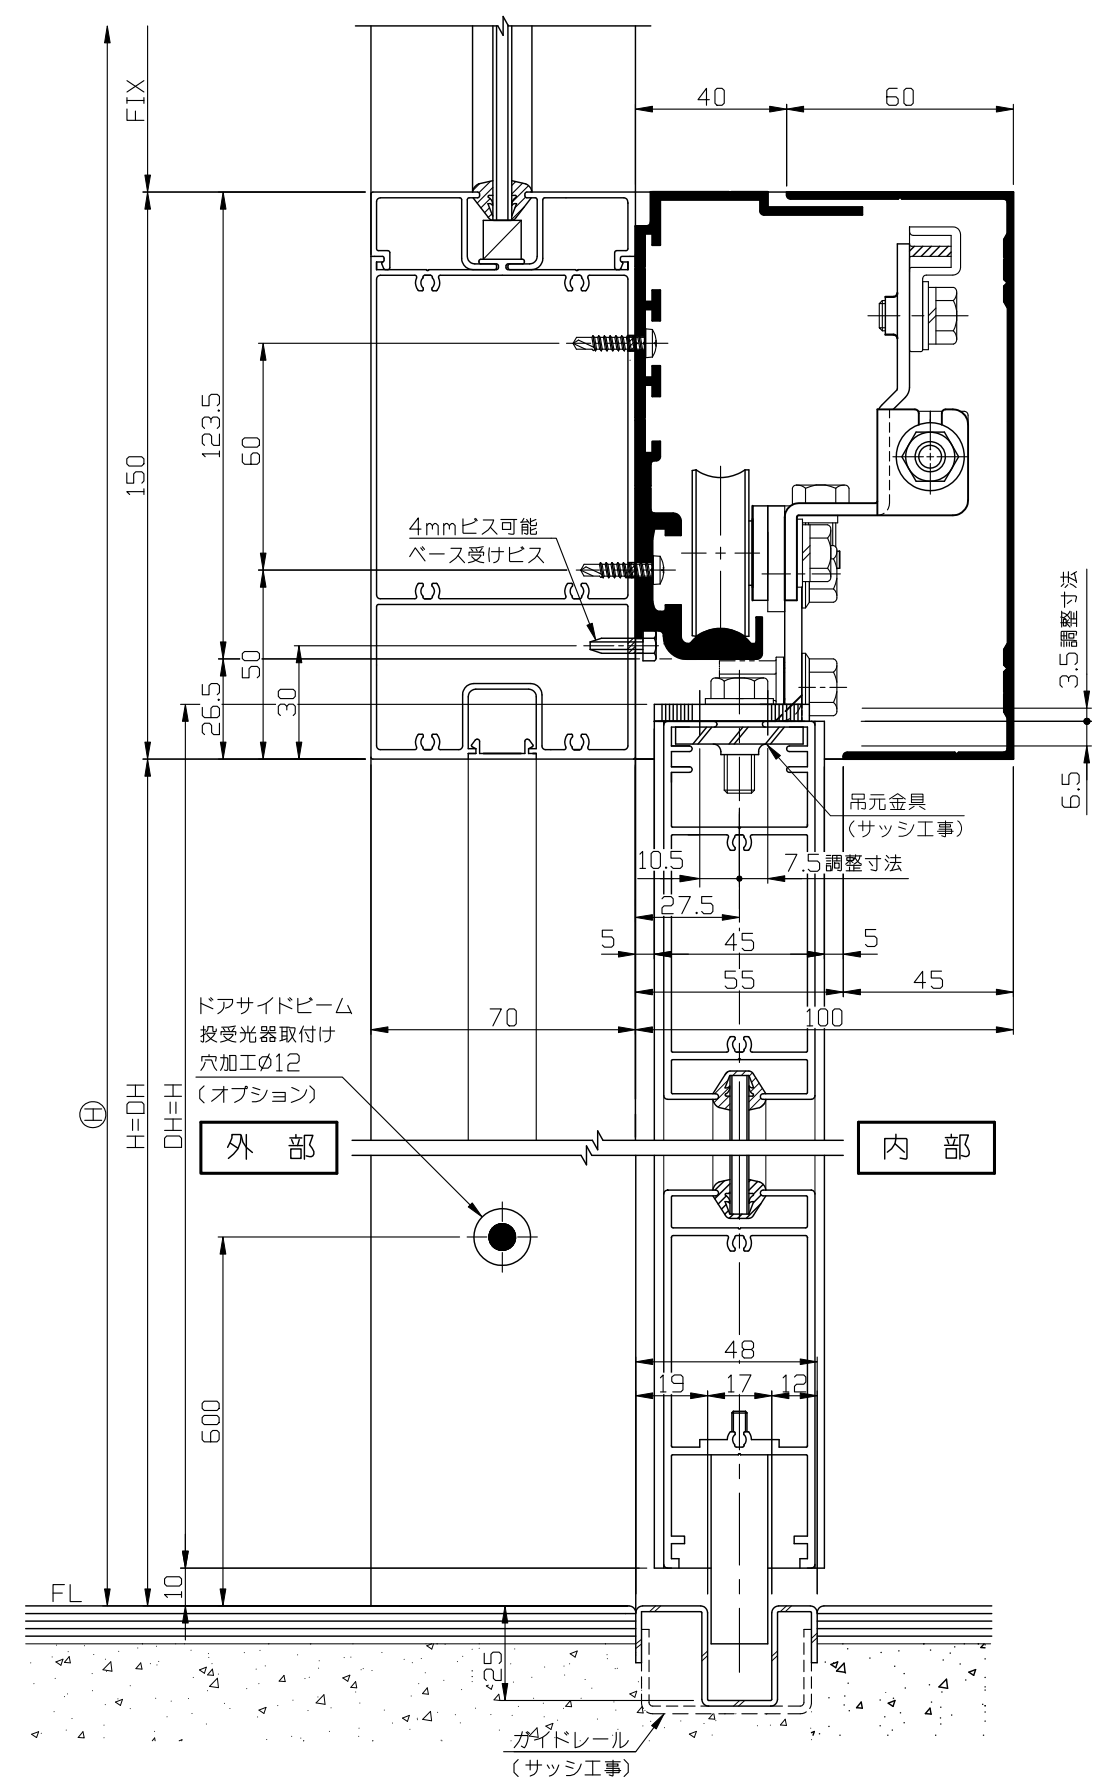 FIX
40
60
150
123.5
60
4mmビス可能
ベース受けビス
50
26.5
30
3.5調整寸法
6.5
吊元金具
(サッシ工事)
10.5
7.5調整寸法
27.5
5
45
5
55
45
70
100
ドアサイドビーム
投受光器取付け
穴加工Ø12
(オプション)
H
H=DH
DH=H
外 部
内 部
600
48
19
17
12
10
FL
25
ガイドレール
(サッシ工事)